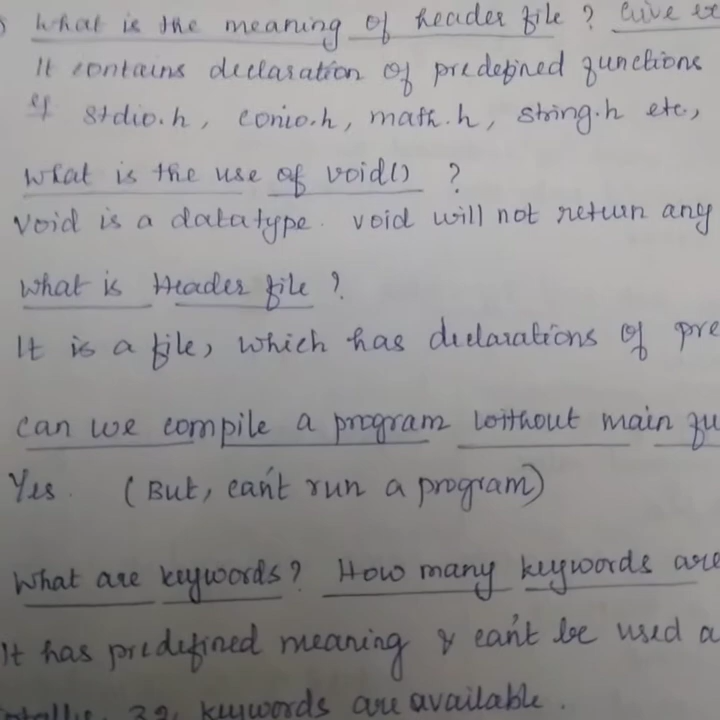 What is the meaning of header file ? Give ex
It contains declaration of predefined functions
stdio.h, conio.h, math.h, string.h etc,
What is the use of void() ?
Void is a datatype. void will not return any
What is Header file ?
It is a file, which has declarations of pre
can we compile a program without main fu
Yes. (But, can't run a program)
What are keywords? How many keywords are
It has predefined meaning & can't be used a
32 keywords are available.